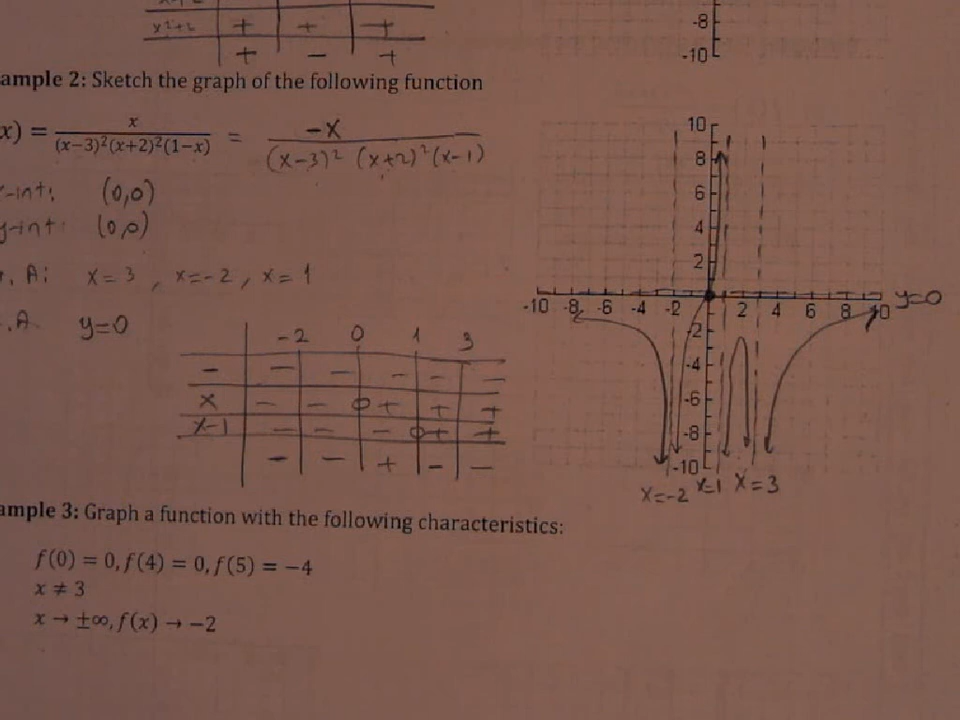 x²+2 + + +
+ − +
ample 2: Sketch the graph of the following function
x) = x/((x−3)²(x+2)²(1−x)) = −x/((x−3)² (x+2)² (x−1))
x-int: (0,0)
y-int: (0,0)
. A: x=3 , x=-2 , x=1
.A. y=0
-2 0 1 3
− − − − − −
x − − 0 + + +
x−1 − − − 0 + +
− − + − −
-8
-10
10
8
6
4
2
-10 -8 -6 -4 -2 2 4 6 8 10 y=0
-2
-4
-6
-8
-10
x=-2 x=1 x=3
ample 3: Graph a function with the following characteristics:
f(0) = 0, f(4) = 0, f(5) = −4
x ≠ 3
x → ±∞, f(x) → −2